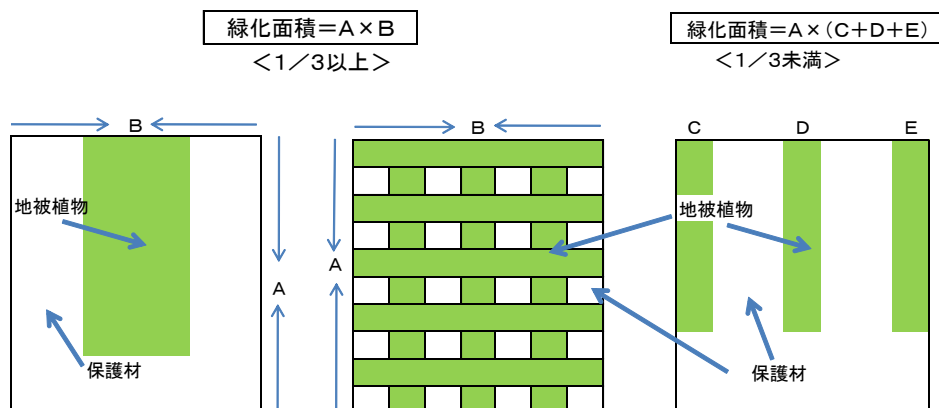 緑化面積=A×B
<1/3以上>
緑化面積=A×(C+D+E)
<1/3未満>
B
A
地被植物
保護材
B
A
地被植物
保護材
C D E